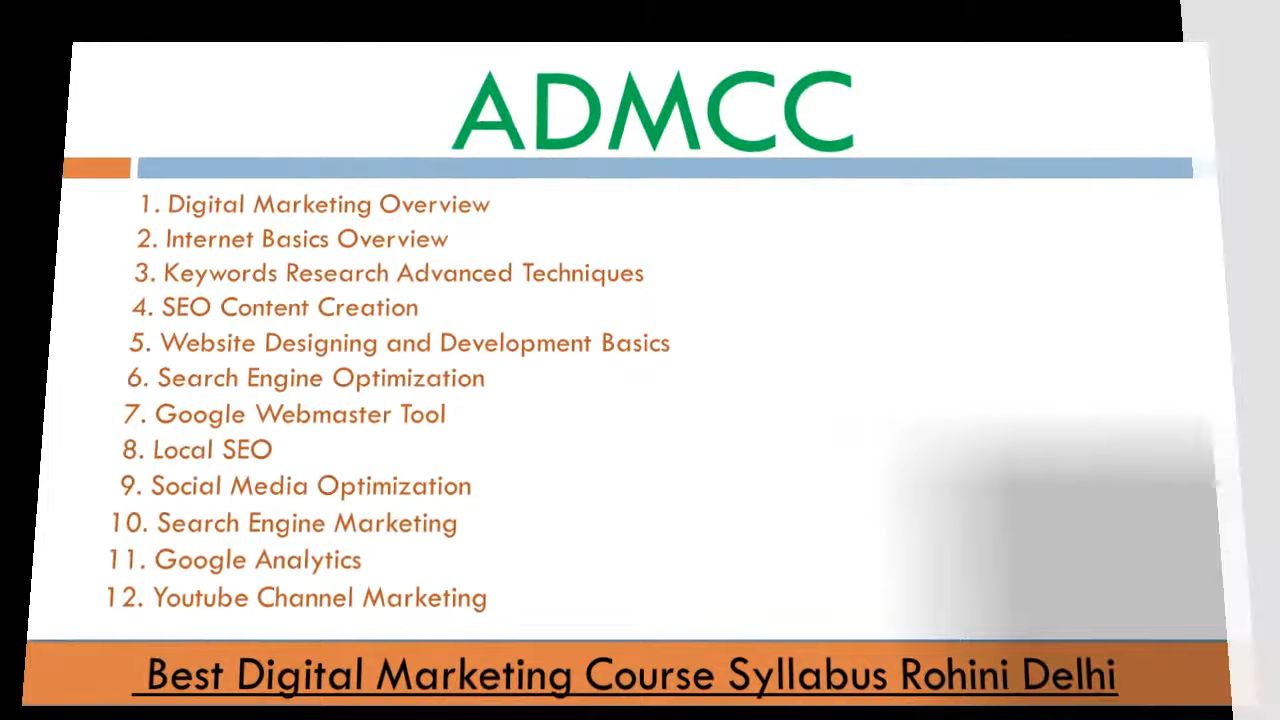 ADMCC
1. Digital Marketing Overview
2. Internet Basics Overview
3. Keywords Research Advanced Techniques
4. SEO Content Creation
5. Website Designing and Development Basics
6. Search Engine Optimization
7. Google Webmaster Tool
8. Local SEO
9. Social Media Optimization
10. Search Engine Marketing
11. Google Analytics
12. Youtube Channel Marketing
Best Digital Marketing Course Syllabus Rohini Delhi